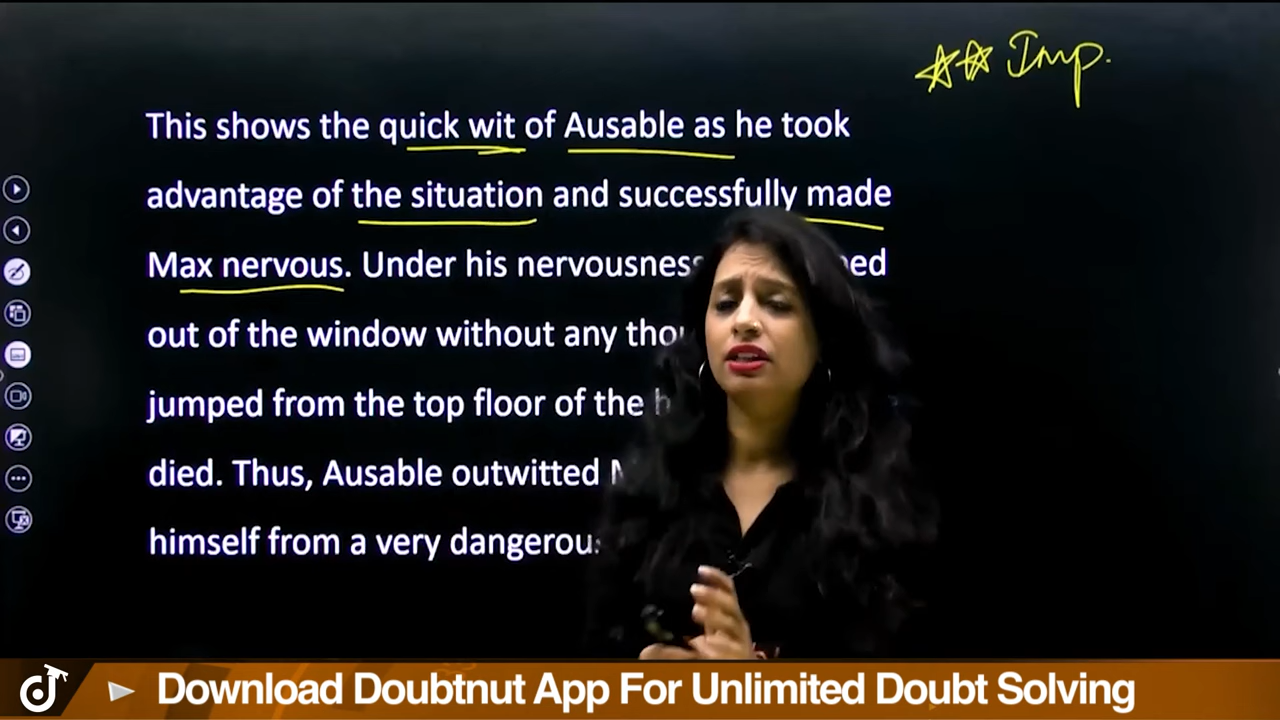 ☆☆ Imp.
This shows the quick wit of Ausable as he took
advantage of the situation and successfully made
Max nervous. Under his nervousness
out of the window without any
jumped from the top floor of the
died. Thus, Ausable outwitted
himself from a very
Download Doubtnut App For Unlimited Doubt Solving